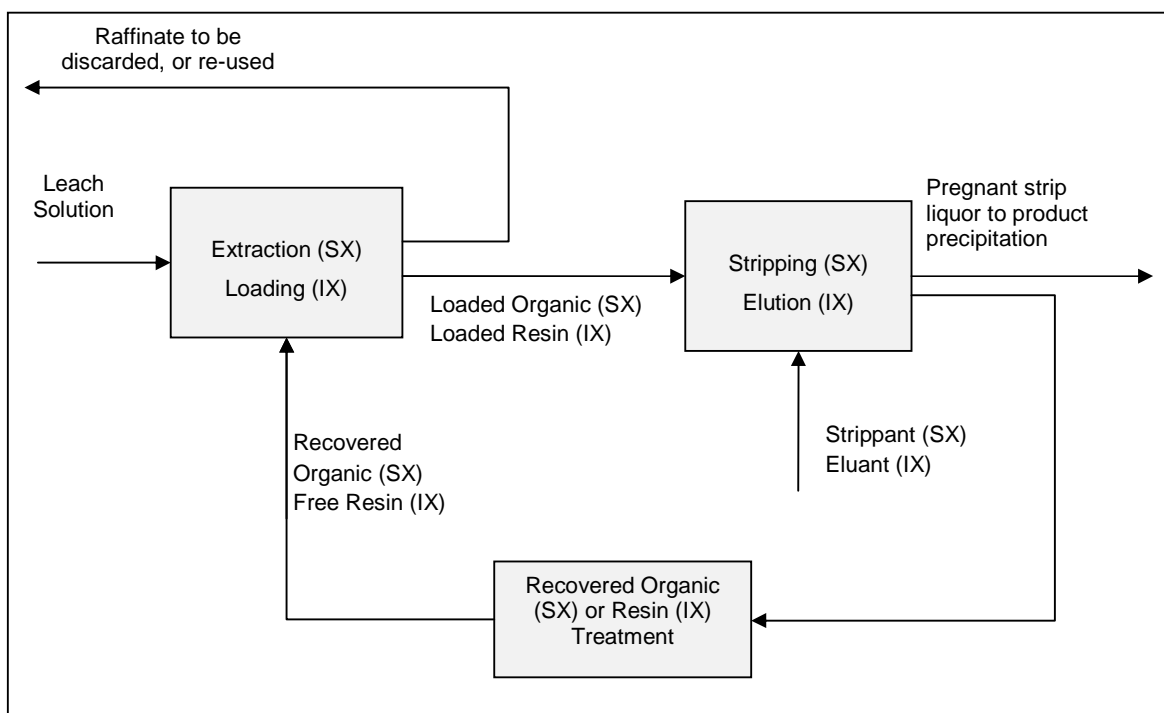 Raffinate to be
discarded, or re-used
Leach
Solution
Extraction (SX)
Loading (IX)
Loaded Organic (SX)
Loaded Resin (IX)
Stripping (SX)
Elution (IX)
Pregnant strip
liquor to product
precipitation
Recovered
Organic (SX)
Free Resin (IX)
Strippant (SX)
Eluant (IX)
Recovered Organic
(SX) or Resin (IX)
Treatment